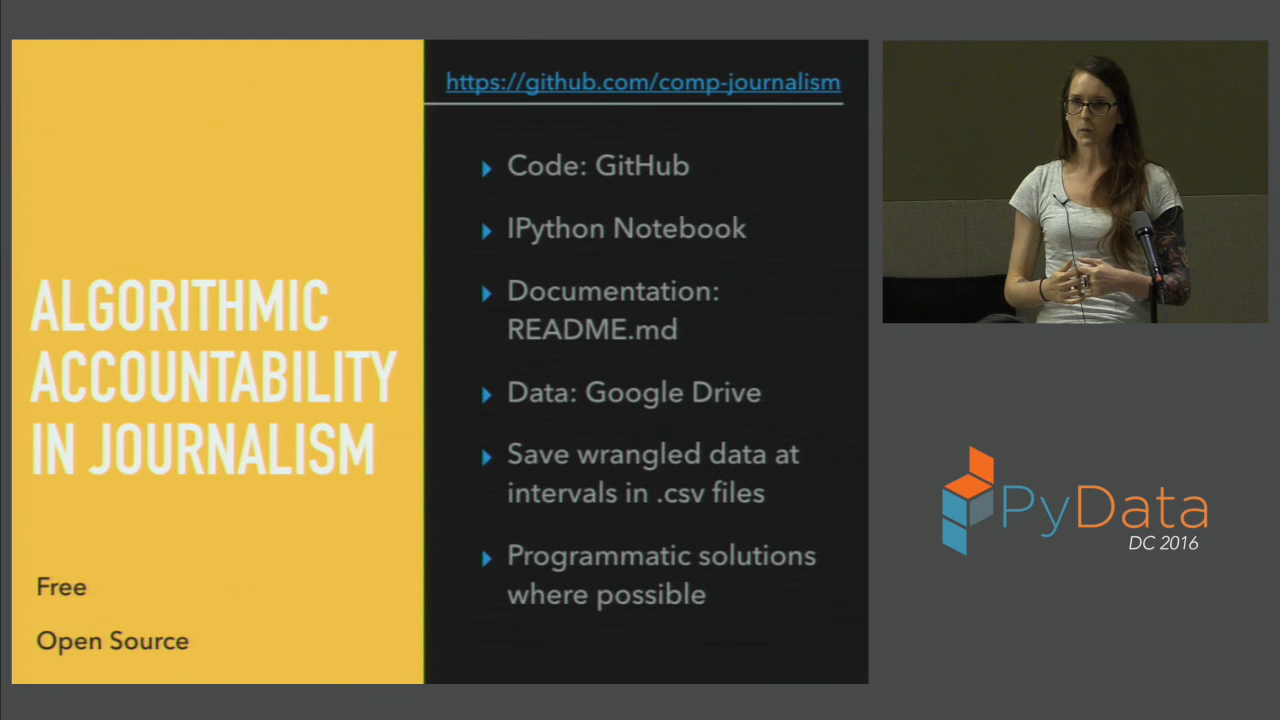 ALGORITHMIC
ACCOUNTABILITY
IN JOURNALISM
Free
Open Source
https://github.com/comp-journalism
Code: GitHub
IPython Notebook
Documentation:
README.md
Data: Google Drive
Save wrangled data at
intervals in .csv files
Programmatic solutions
where possible
PyData
DC 2016